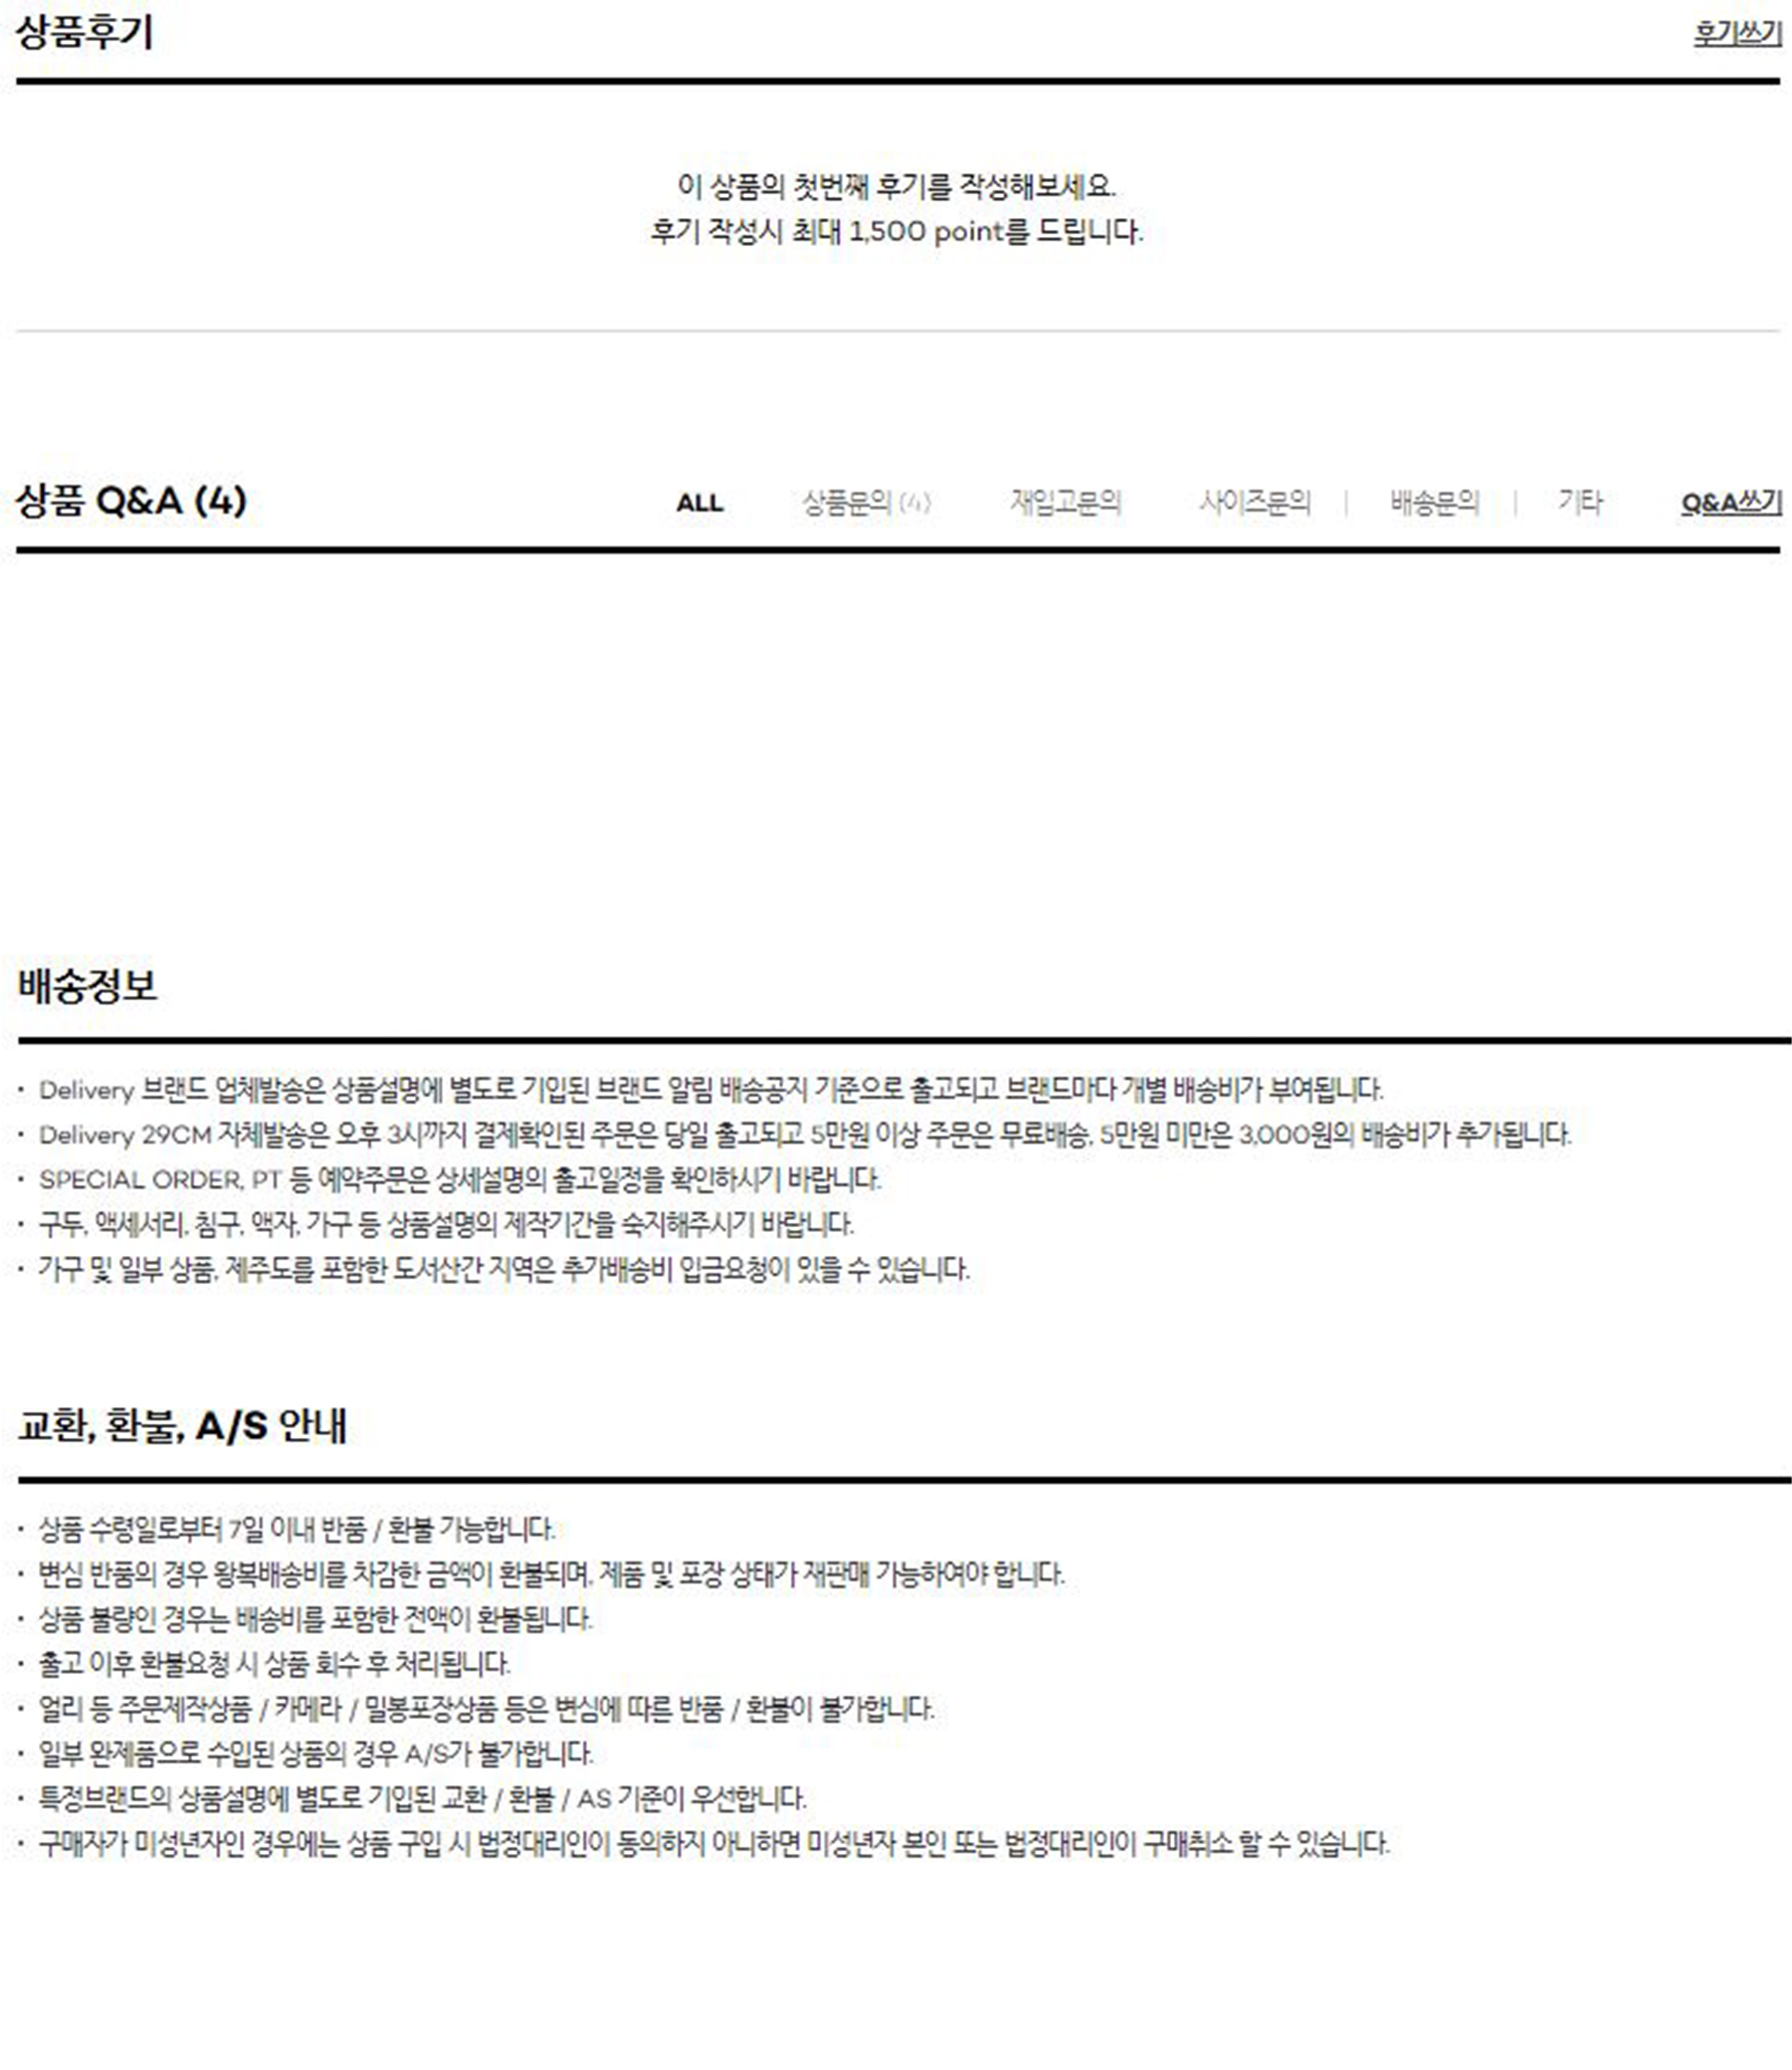 상품후기 후기쓰기
이 상품의 첫번째 후기를 작성해보세요.
후기 작성시 최대 1,500 point를 드립니다.
상품 Q&A (4) ALL 상품문의 (4) 재입고문의 사이즈문의 | 배송문의 | 기타 Q&A쓰기
배송정보
· Delivery 브랜드 업체발송은 상품설명에 별도로 기입된 브랜드 알림 배송공지 기준으로 출고되고 브랜드마다 개별 배송비가 부여됩니다.
· Delivery 29CM 자체발송은 오후 3시까지 결제확인된 주문은 당일 출고되고 5만원 이상 주문은 무료배송, 5만원 미만은 3,000원의 배송비가 추가됩니다.
· SPECIAL ORDER, PT 등 예약주문은 상세설명의 출고일정을 확인하시기 바랍니다.
· 구두, 액세서리, 침구, 액자, 가구 등 상품설명의 제작기간을 숙지해주시기 바랍니다.
· 가구 및 일부 상품, 제주도를 포함한 도서산간 지역은 추가배송비 입금요청이 있을 수 있습니다.
교환, 환불, A/S 안내
· 상품 수령일로부터 7일 이내 반품 / 환불 가능합니다.
· 변심 반품의 경우 왕복배송비를 차감한 금액이 환불되며, 제품 및 포장 상태가 재판매 가능하여야 합니다.
· 상품 불량인 경우는 배송비를 포함한 전액이 환불됩니다.
· 출고 이후 환불요청 시 상품 회수 후 처리됩니다.
· 얼리 등 주문제작상품 / 카메라 / 밀봉포장상품 등은 변심에 따른 반품 / 환불이 불가합니다.
· 일부 완제품으로 수입된 상품의 경우 A/S가 불가합니다.
· 특정브랜드의 상품설명에 별도로 기입된 교환 / 환불 / AS 기준이 우선합니다.
· 구매자가 미성년자인 경우에는 상품 구입 시 법정대리인이 동의하지 아니하면 미성년자 본인 또는 법정대리인이 구매취소 할 수 있습니다.